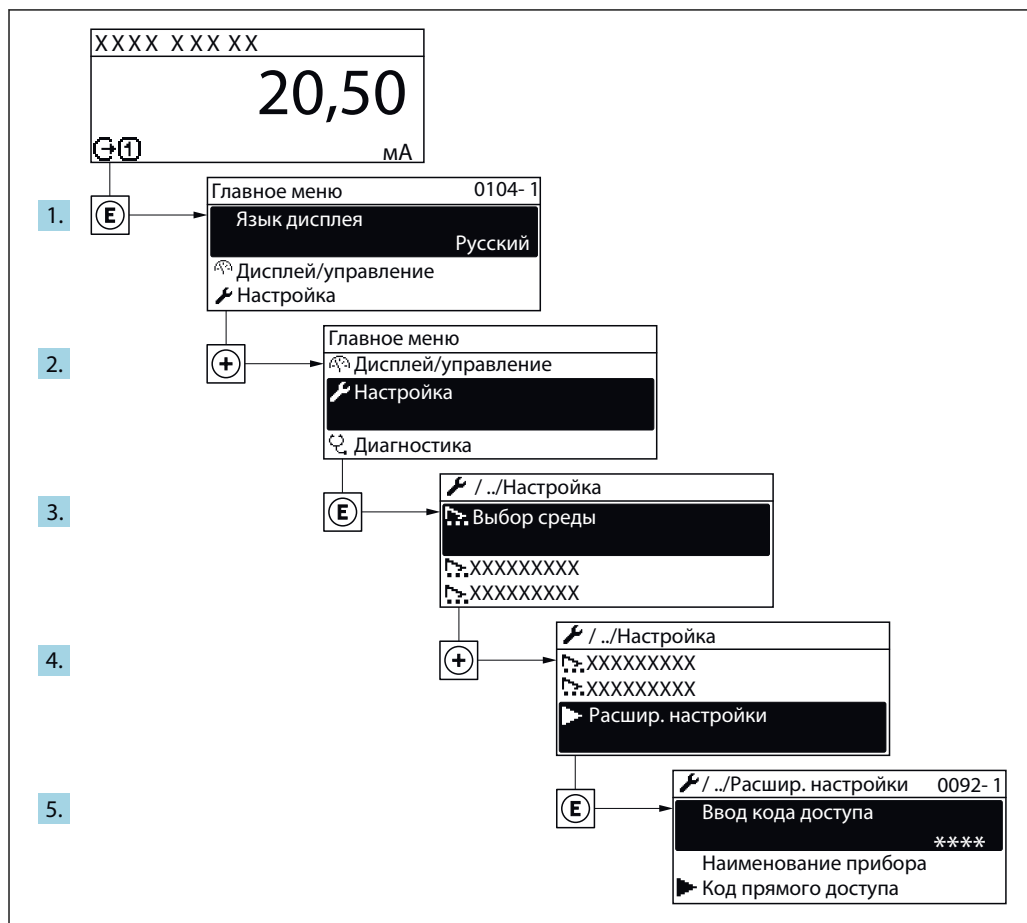 XXXX XXX XX
20,50
1 мА
1. E
Главное меню 0104-1
Язык дисплея
Русский
Дисплей/управление
Настройка
2. +
Главное меню
Дисплей/управление
Настройка
Диагностика
3. E
/ ../Настройка
Выбор среды
XXXXXXXXX
XXXXXXXXX
4. +
/ ../Настройка
XXXXXXXXX
XXXXXXXXX
Расшир. настройки
5. E
/ ../Расшир. настройки 0092-1
Ввод кода доступа
****
Наименование прибора
Код прямого доступа